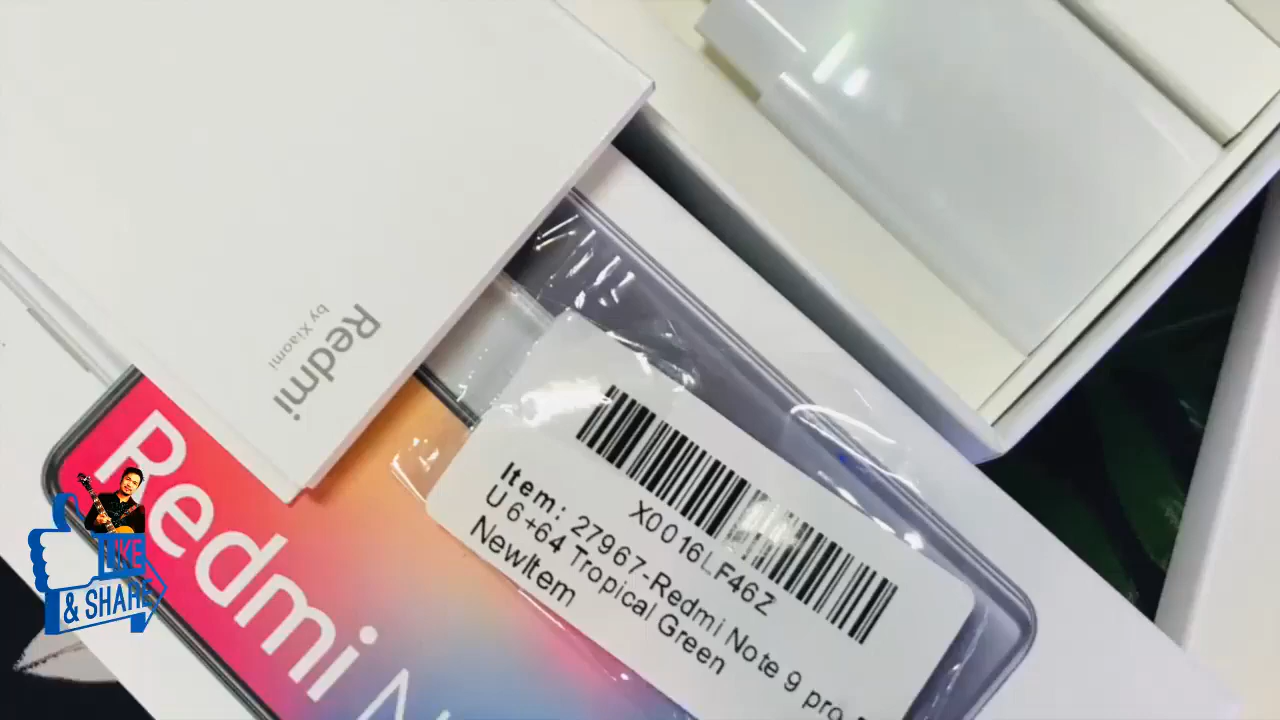 Redmi
by Xiaomi
Redmi
LIKE
& SHARE
X0016LF46Z
Item: 27967-Redmi Note 9 pro
U 6+64 Tropical Green
NewItem